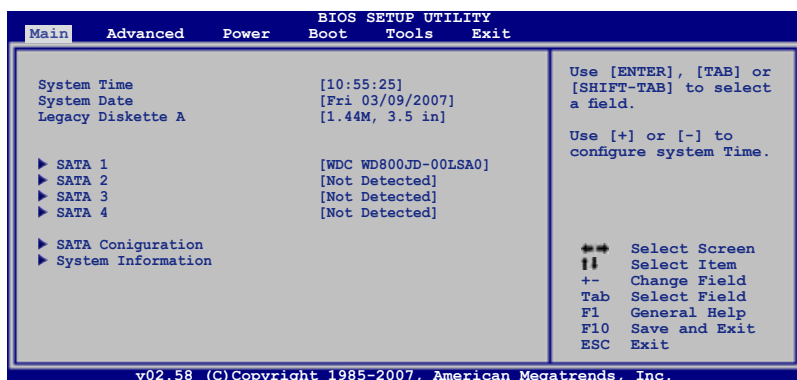 BIOS SETUP UTILITY
Main Advanced Power Boot Tools Exit
System Time [10:55:25]
System Date [Fri 03/09/2007]
Legacy Diskette A [1.44M, 3.5 in]
SATA 1 [WDC WD800JD-00LSA0]
SATA 2 [Not Detected]
SATA 3 [Not Detected]
SATA 4 [Not Detected]
SATA Coniguration
System Information
Use [ENTER], [TAB] or
[SHIFT-TAB] to select
a field.
Use [+] or [-] to
configure system Time.
Select Screen
Select Item
+- Change Field
Tab Select Field
F1 General Help
F10 Save and Exit
ESC Exit
v02.58 (C)Copyright 1985-2007, American Megatrends, Inc.